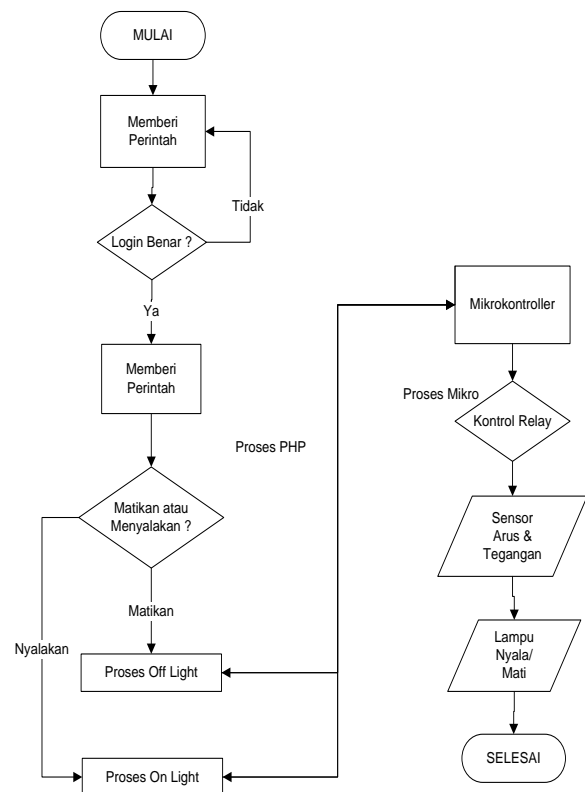 MULAI
Memberi
Perintah
Tidak
Login Benar ?
Ya
Memberi
Perintah
Proses PHP
Matikan atau
Menyalakan ?
Matikan
Nyalakan
Proses Off Light
Proses On Light
Mikrokontroller
Proses Mikro
Kontrol Relay
Sensor
Arus &
Tegangan
Lampu
Nyala/
Mati
SELESAI